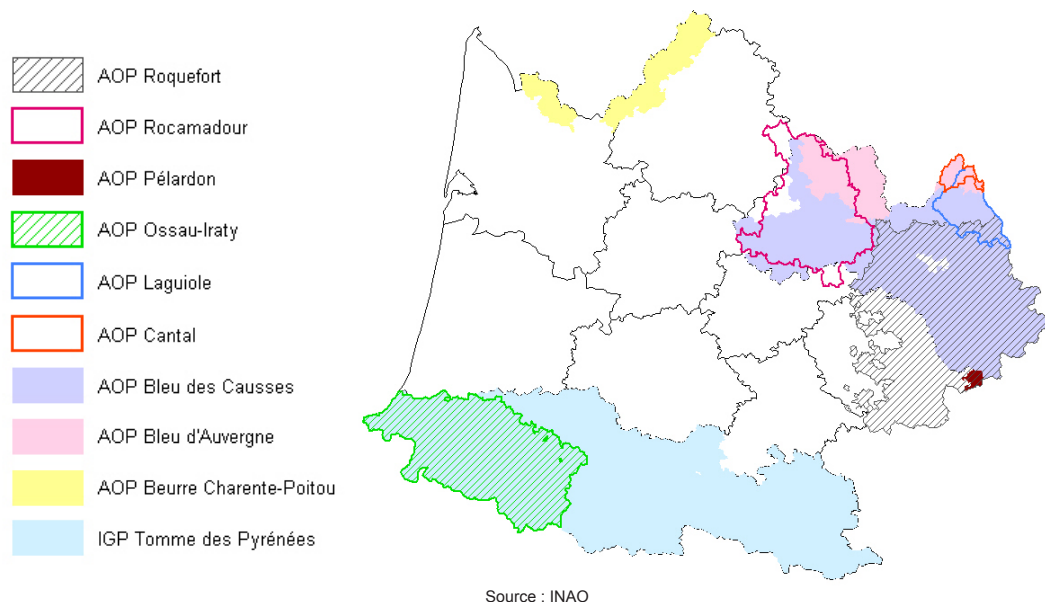 AOP Roquefort
AOP Rocamadour
AOP Pélardon
AOP Ossau-Iraty
AOP Laguiole
AOP Cantal
AOP Bleu des Causses
AOP Bleu d'Auvergne
AOP Beurre Charente-Poitou
IGP Tomme des Pyrénées
Source : INAO